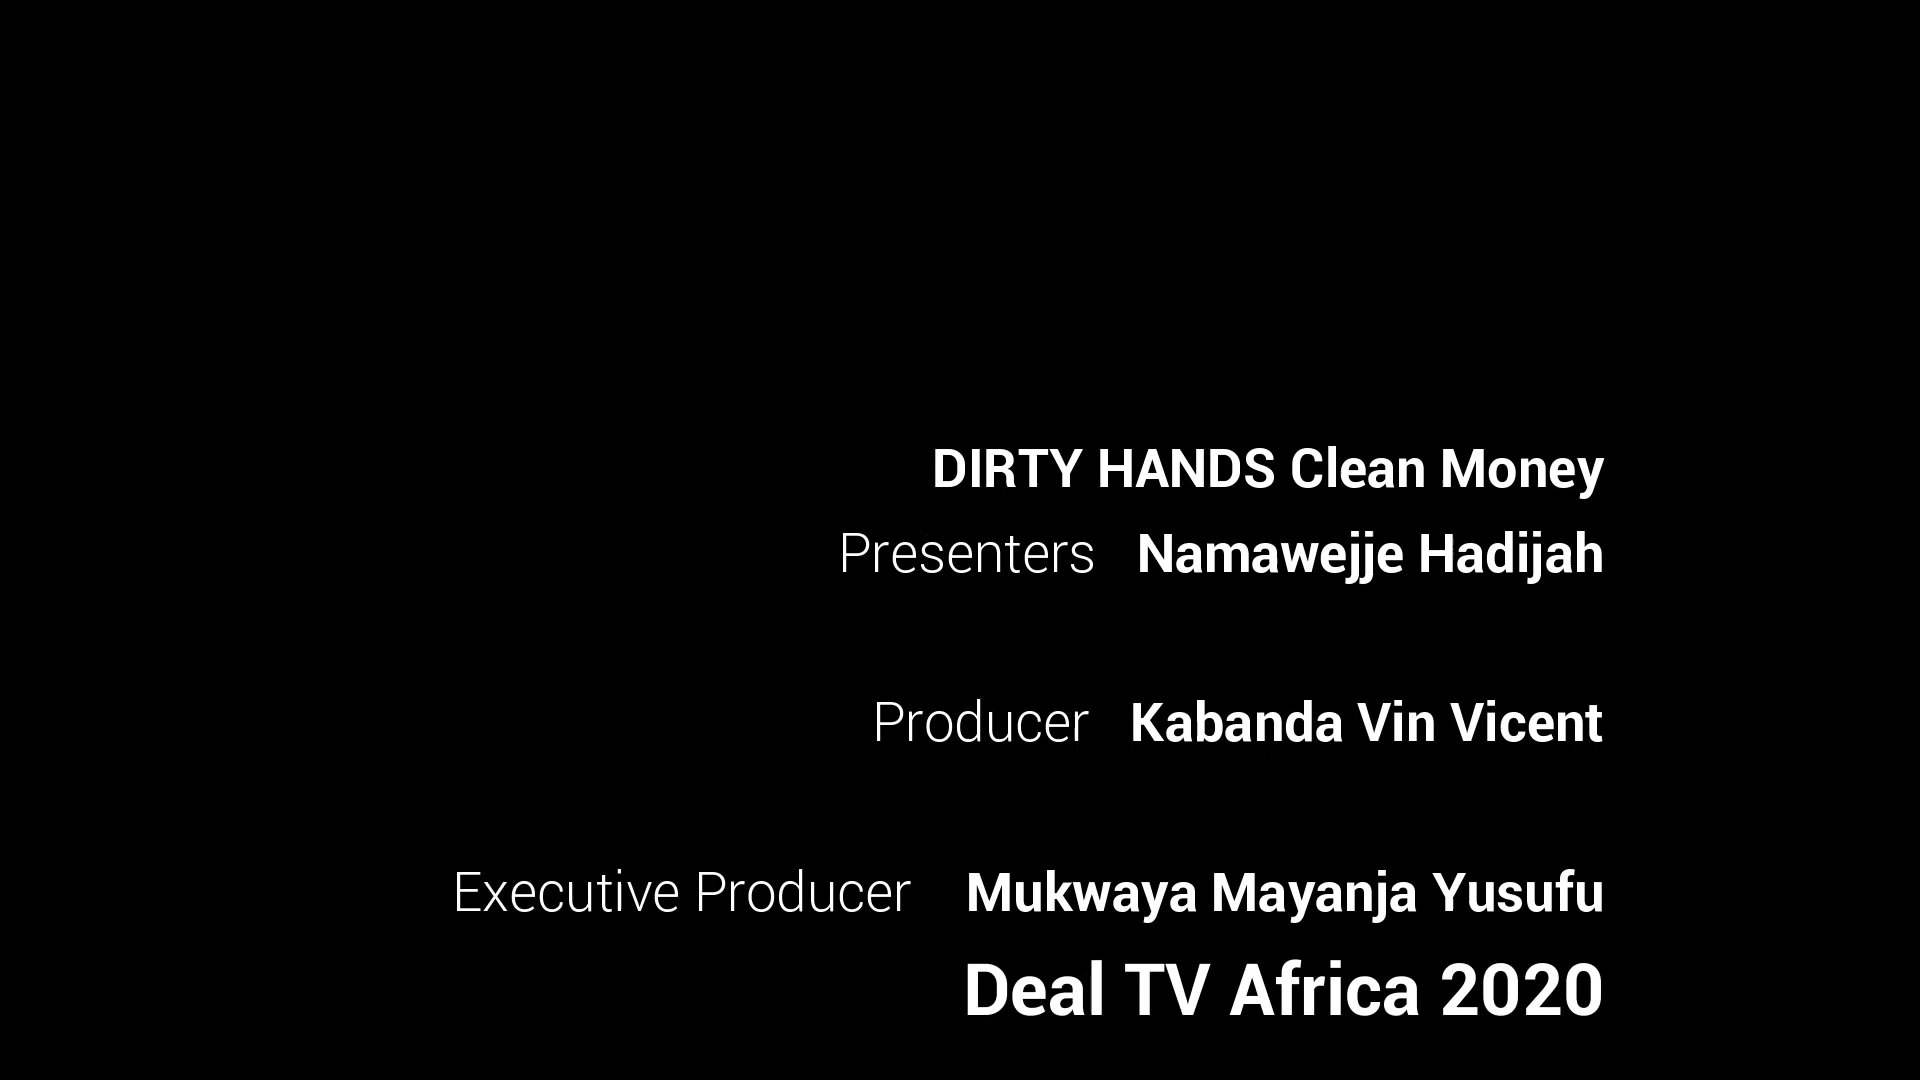 DIRTY HANDS Clean Money
Presenters Namawejje Hadijah
Producer Kabanda Vin Vicent
Executive Producer Mukwaya Mayanja Yusufu
Deal TV Africa 2020